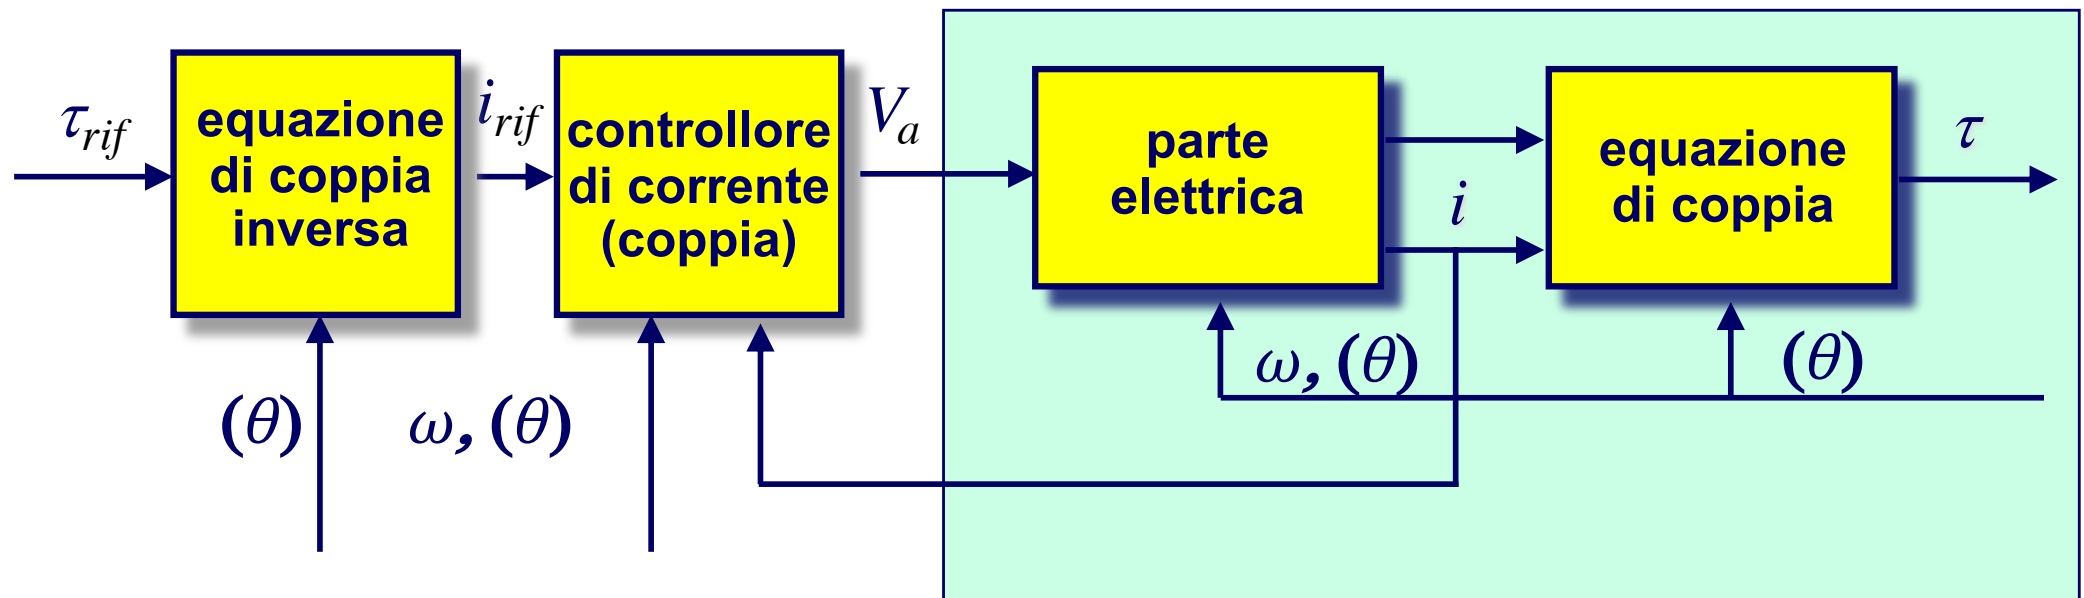 τrif
equazione
di coppia
inversa
irif
controllore
di corrente
(coppia)
Va
parte
elettrica
i
equazione
di coppia
τ
(θ)
ω, (θ)
ω, (θ)
(θ)